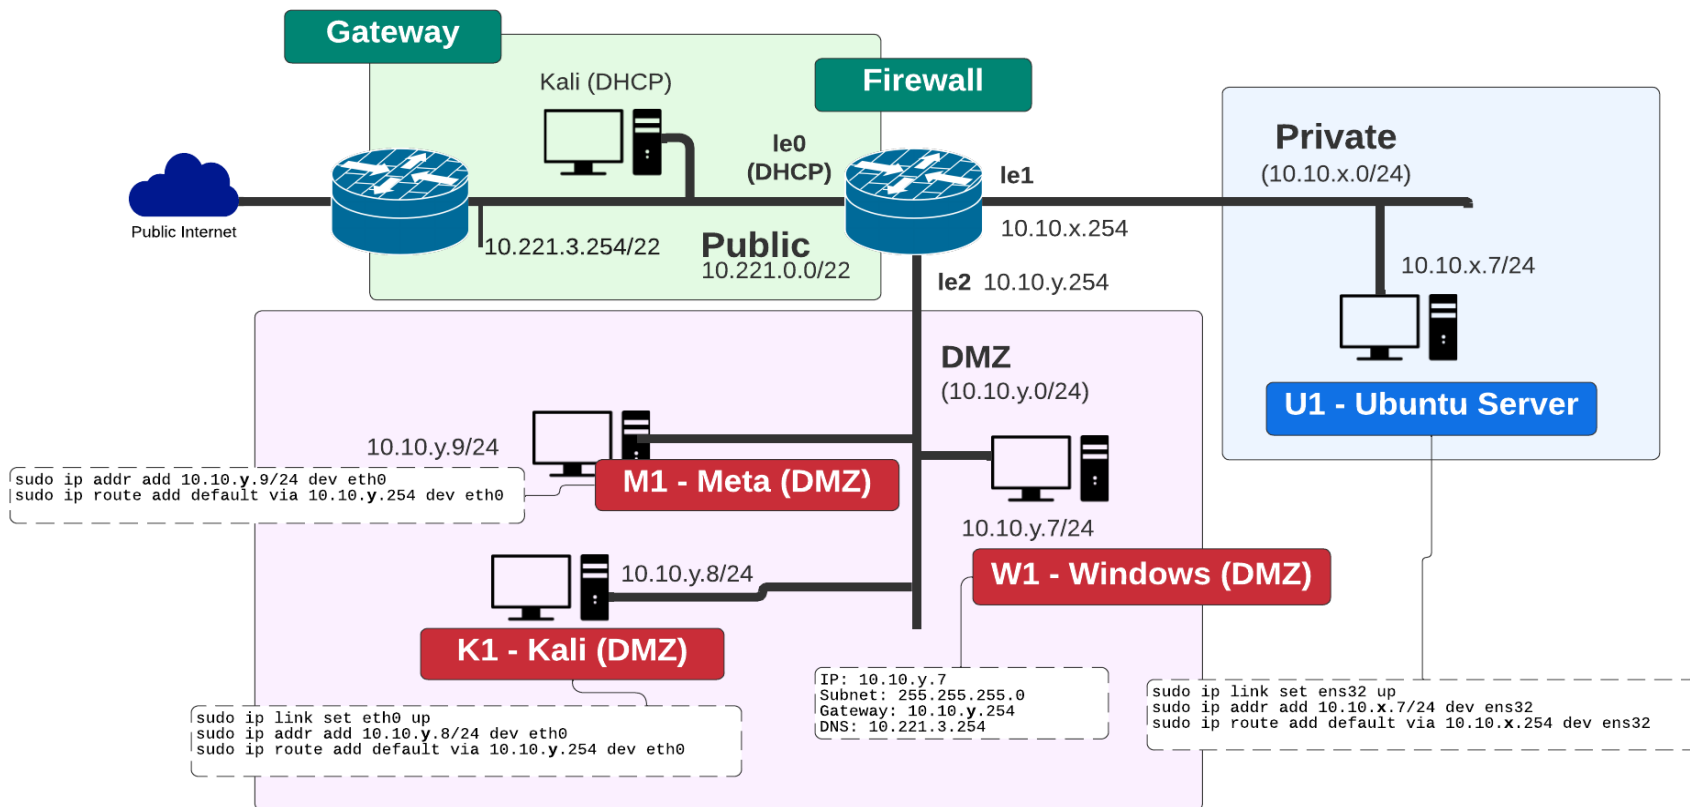 Gateway
Kali (DHCP)
Firewall
le0
(DHCP)
Public Internet
10.221.3.254/22
Public
10.221.0.0/22
le1
10.10.x.254
le2 10.10.y.254
Private
(10.10.x.0/24)
10.10.x.7/24
U1 - Ubuntu Server
DMZ
(10.10.y.0/24)
10.10.y.9/24
sudo ip addr add 10.10.y.9/24 dev eth0
sudo ip route add default via 10.10.y.254 dev eth0
M1 - Meta (DMZ)
10.10.y.7/24
W1 - Windows (DMZ)
10.10.y.8/24
K1 - Kali (DMZ)
sudo ip link set eth0 up
sudo ip addr add 10.10.y.8/24 dev eth0
sudo ip route add default via 10.10.y.254 dev eth0
IP: 10.10.y.7
Subnet: 255.255.255.0
Gateway: 10.10.y.254
DNS: 10.221.3.254
sudo ip link set ens32 up
sudo ip addr add 10.10.x.7/24 dev ens32
sudo ip route add default via 10.10.x.254 dev ens32